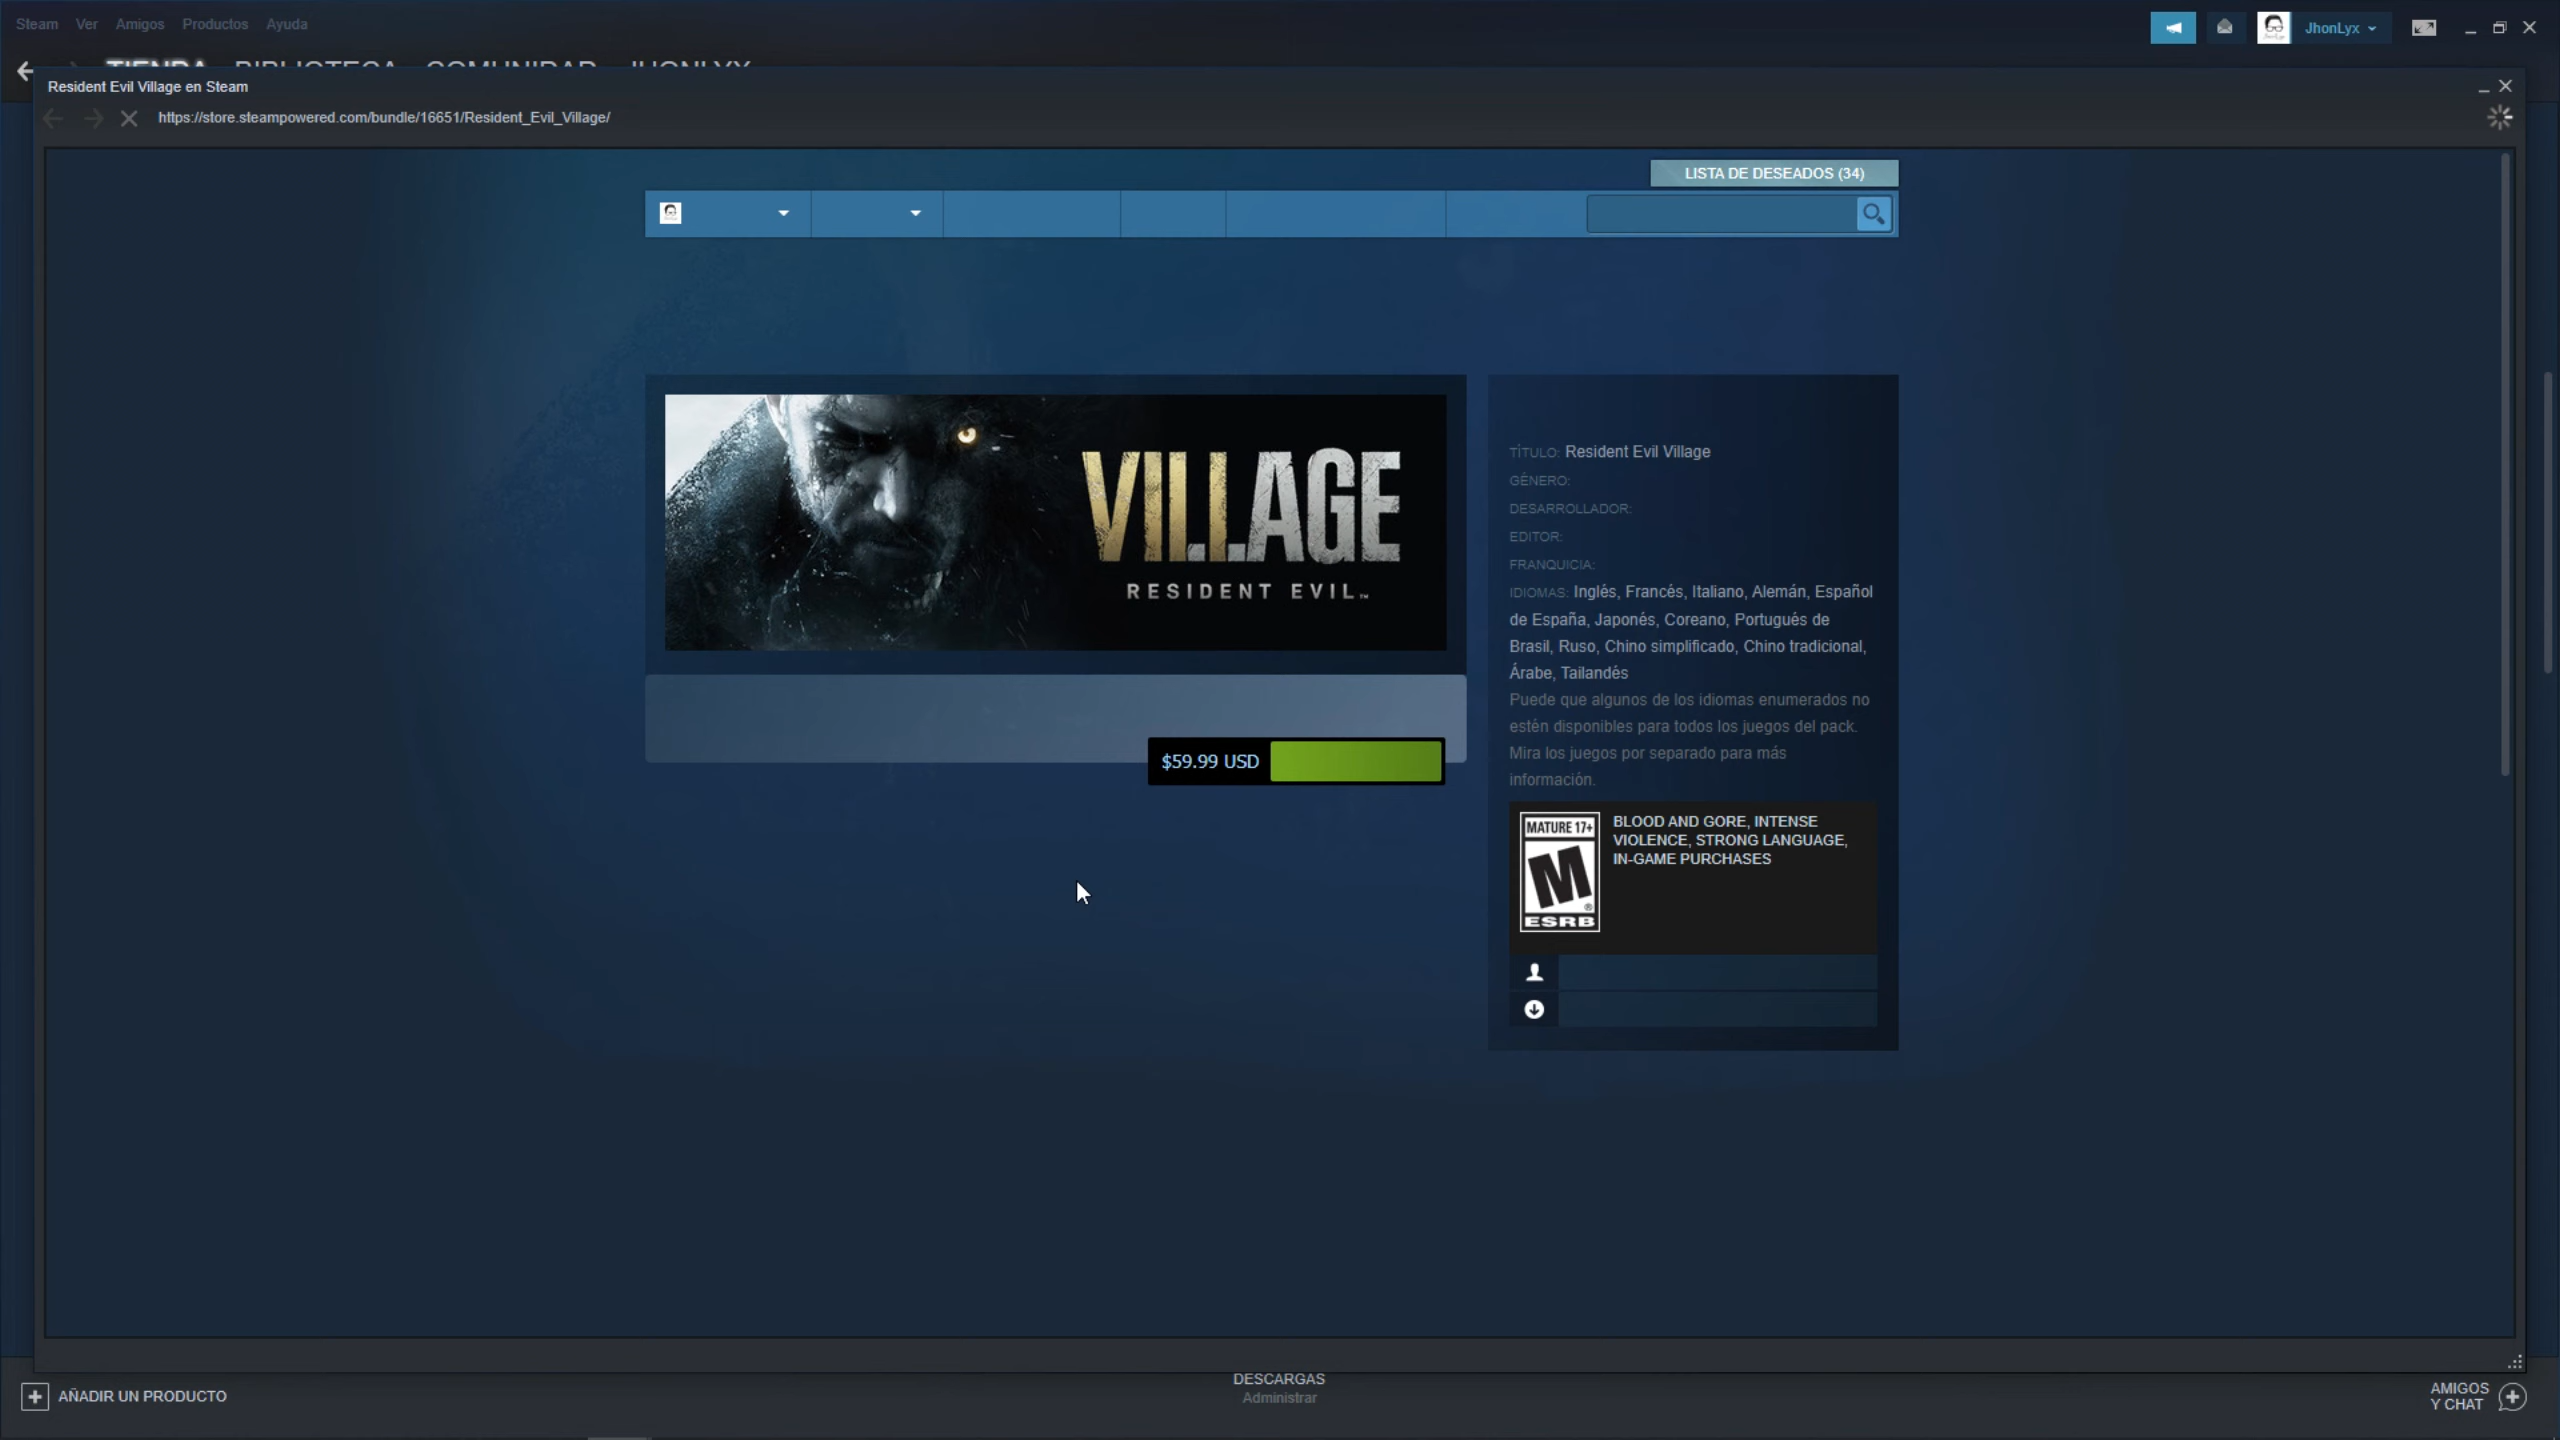 Steam Ver Amigos Productos Ayuda
JhonLyx
TIENDA BIBLIOTECA COMUNIDAD JHONLYX
Resident Evil Village en Steam
https://store.steampowered.com/bundle/16651/Resident_Evil_Village/
LISTA DE DESEADOS (34)
VILLAGE
RESIDENT EVIL™
$59.99 USD
TÍTULO: Resident Evil Village
GÉNERO:
DESARROLLADOR:
EDITOR:
FRANQUICIA:
IDIOMAS: Inglés, Francés, Italiano, Alemán, Español
de España, Japonés, Coreano, Portugués de
Brasil, Ruso, Chino simplificado, Chino tradicional,
Árabe, Tailandés
Puede que algunos de los idiomas enumerados no
estén disponibles para todos los juegos del pack.
Mira los juegos por separado para más
información.
MATURE 17+
M
®
ESRB
BLOOD AND GORE, INTENSE
VIOLENCE, STRONG LANGUAGE,
IN-GAME PURCHASES
AÑADIR UN PRODUCTO
DESCARGAS
Administrar
AMIGOS
Y CHAT